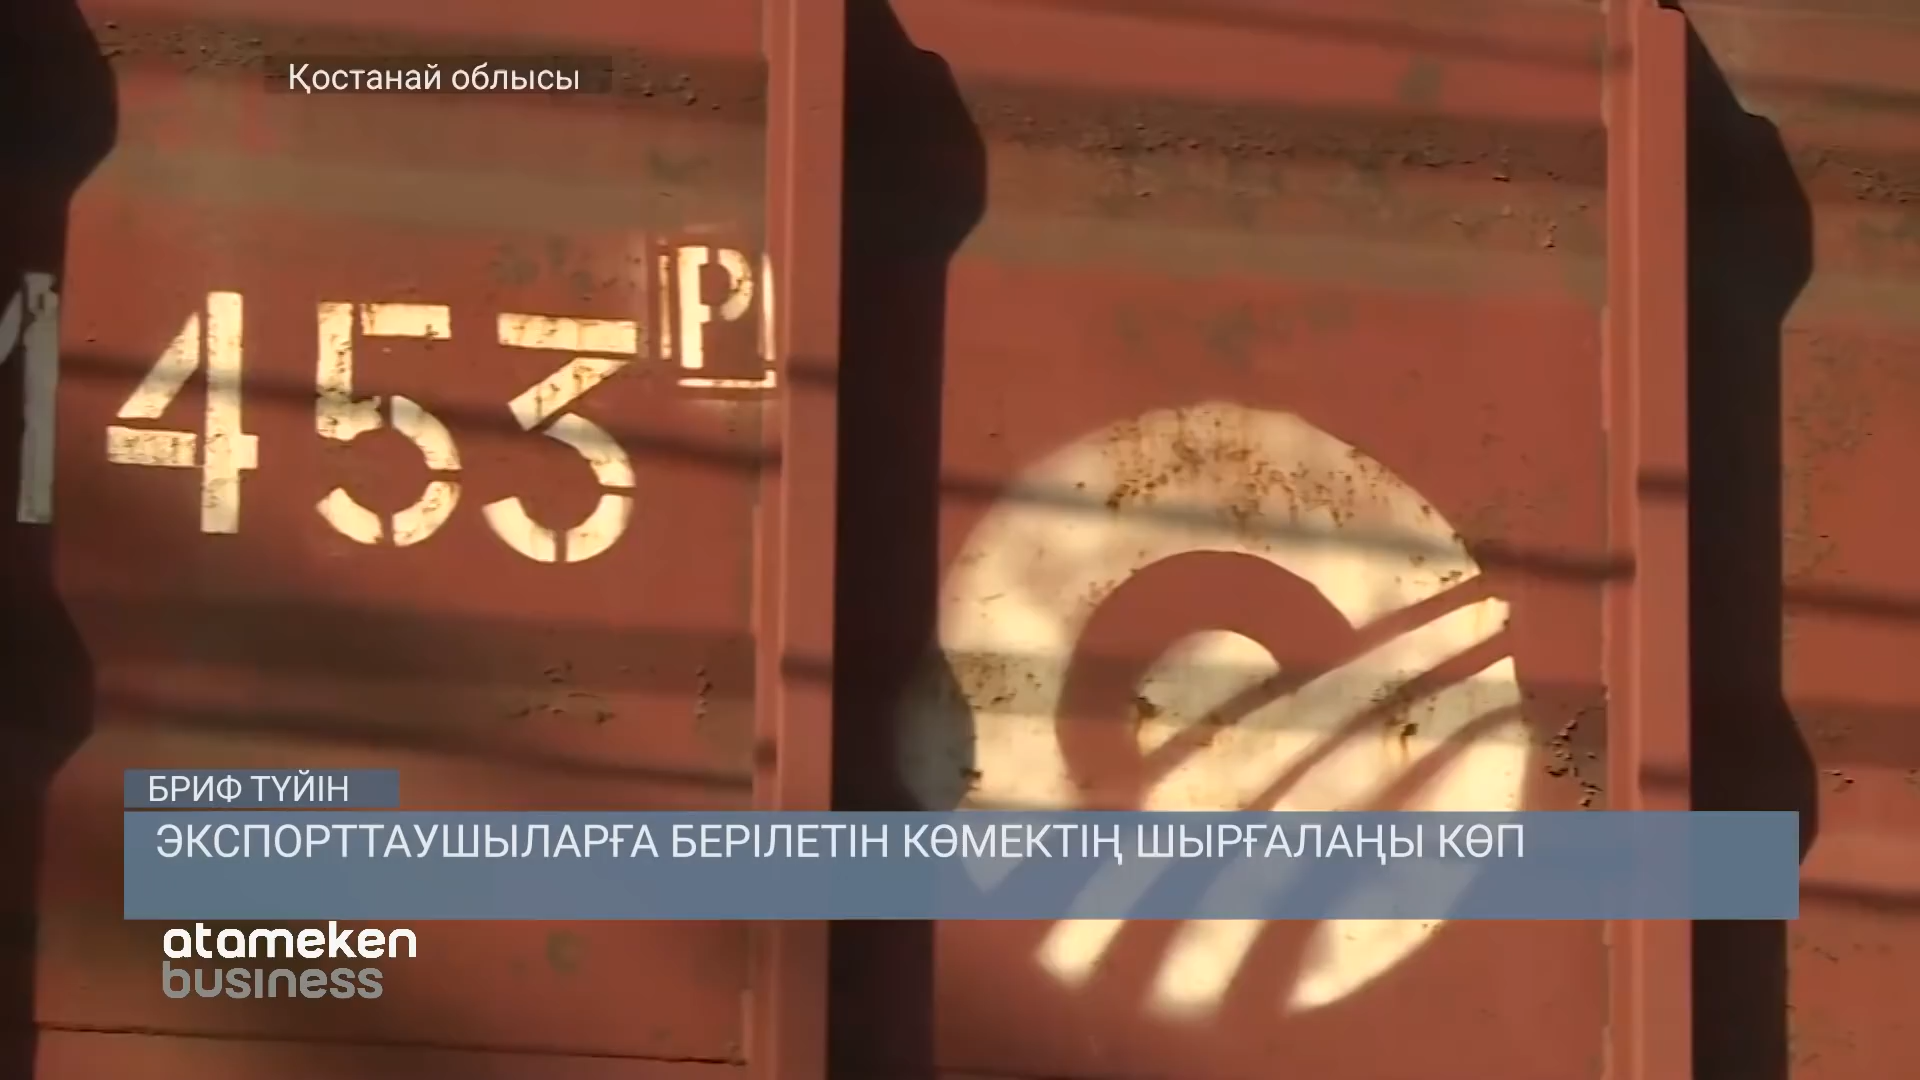 Қостанай облысы
453
Р
БРИФ ТҮЙІН
ЭКСПОРТТАУШЫЛАРҒА БЕРІЛЕТІН КӨМЕКТІҢ ШЫРҒАЛАҢЫ КӨП
atameken
business